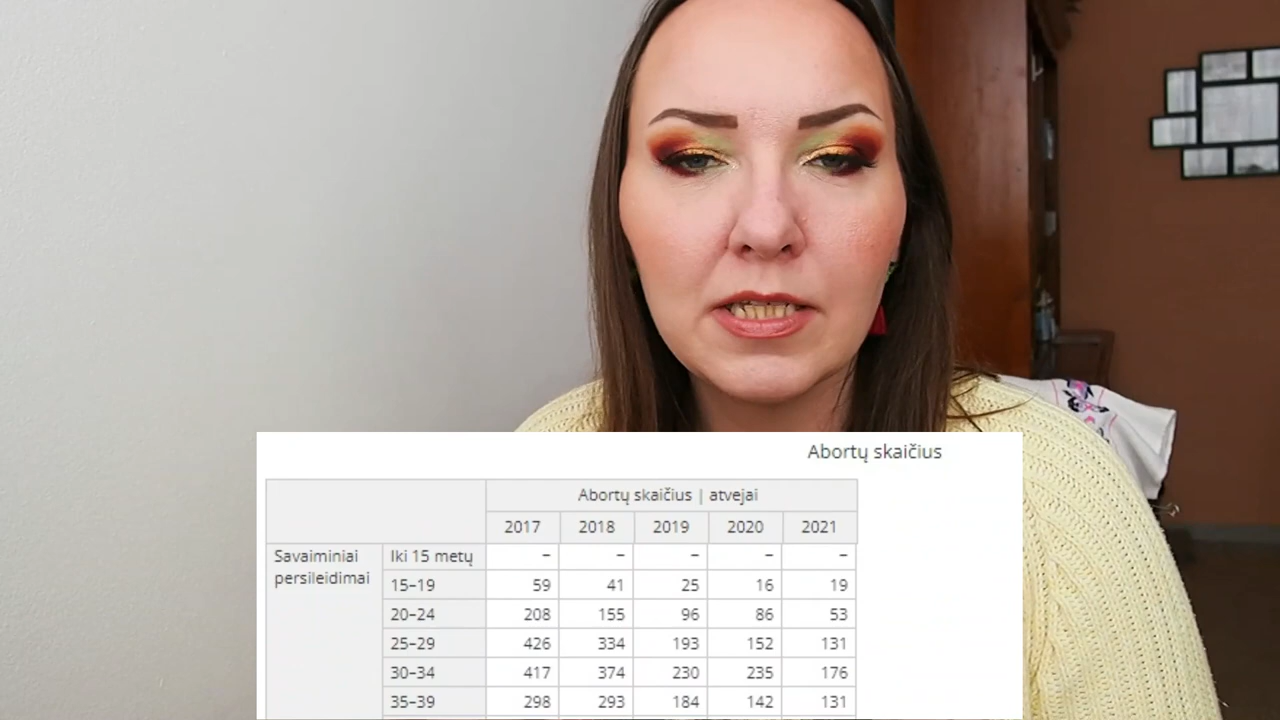 Abortų skaičius
Abortų skaičius | atvejai
2017 2018 2019 2020 2021
Savaiminiai persileidimai Iki 15 metų – – – – –
15–19 59 41 25 16 19
20–24 208 155 96 86 53
25–29 426 334 193 152 131
30–34 417 374 230 235 176
35–39 298 293 184 142 131